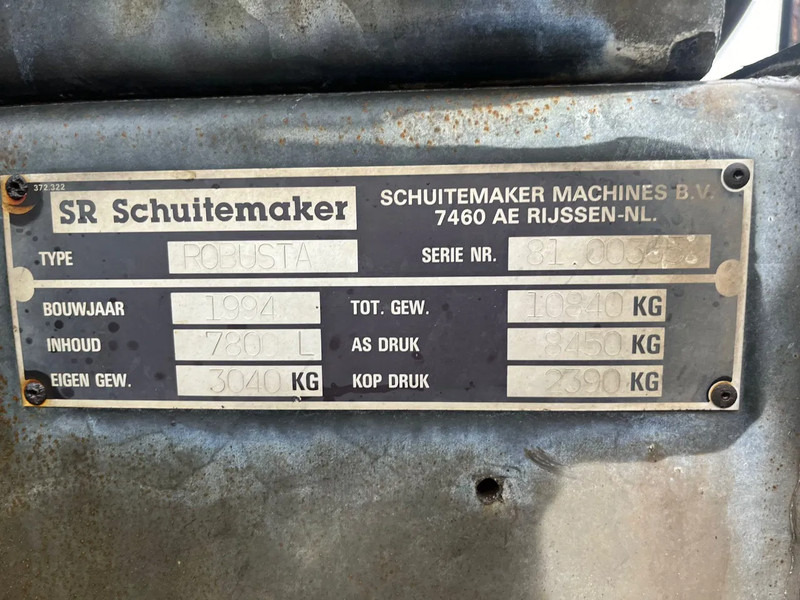 372.322
SR Schuitemaker
SCHUITEMAKER MACHINES B.V.
7460 AE RIJSSEN-NL.
TYPE ROBUSTA SERIE NR.
BOUWJAAR 1994 TOT. GEW. 10840 KG
INHOUD 7800 L AS DRUK 8450 KG
EIGEN GEW. 3040 KG KOP DRUK 2390 KG